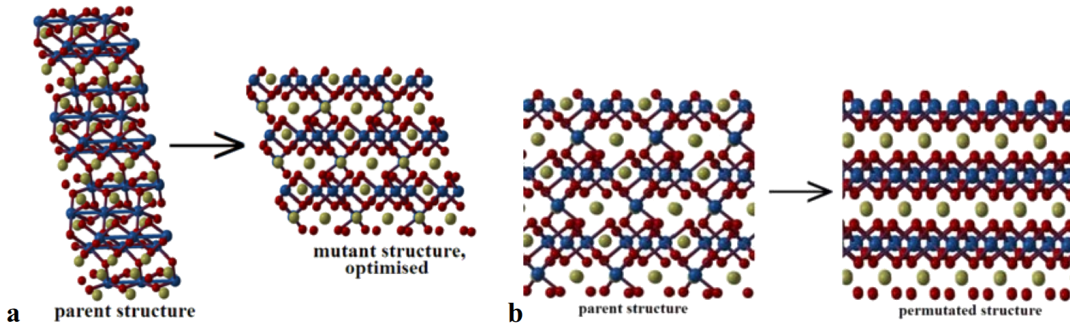 a
parent structure
mutant structure,
optimised
b
parent structure
permutated structure